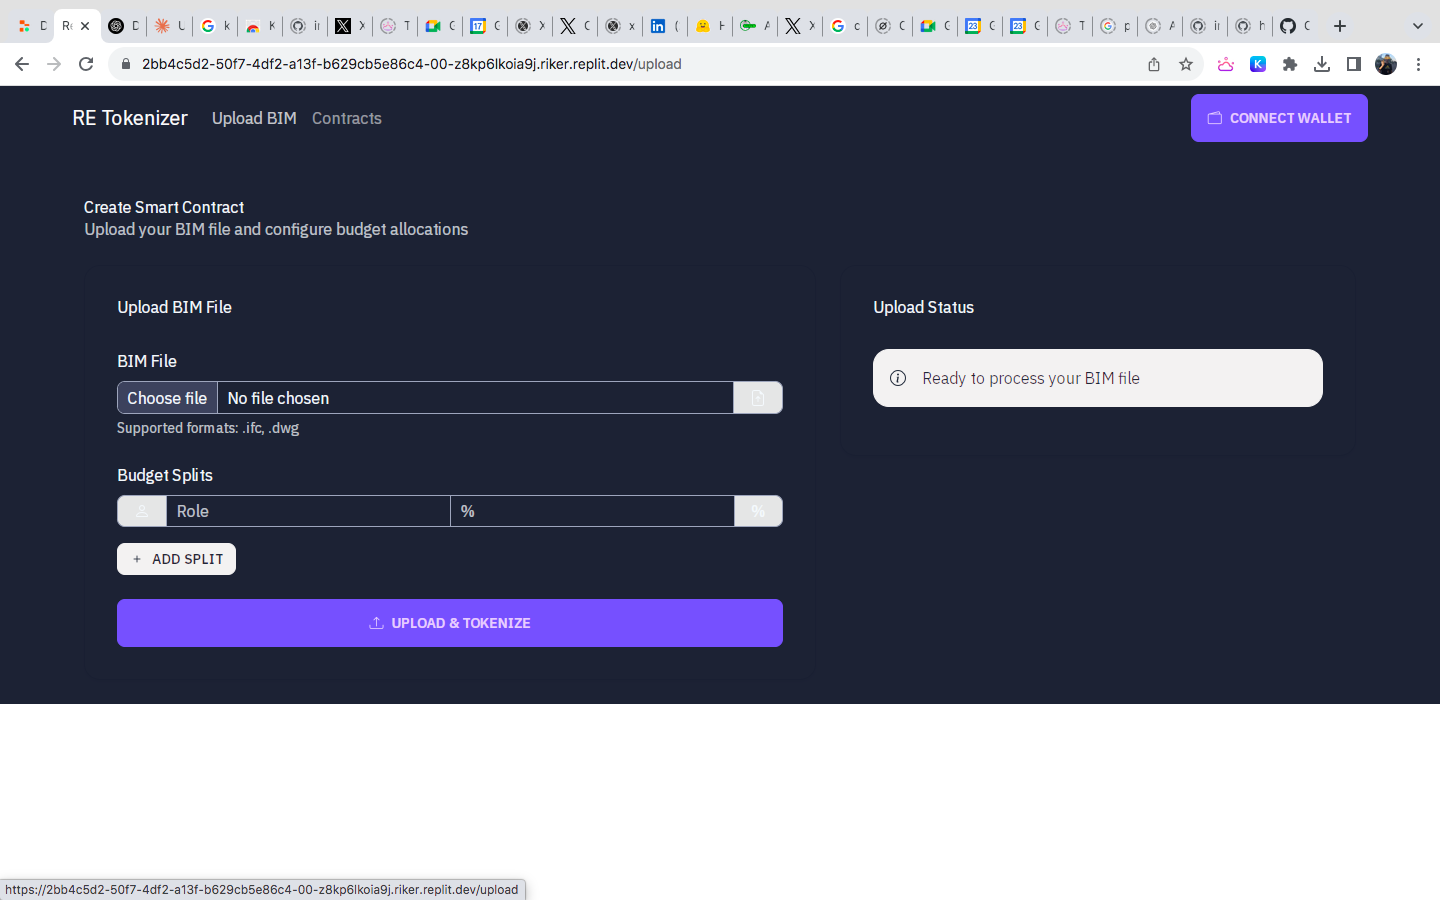 D
Re
D
U
k
K
in
X
T
G
C
X
C
x
(
H
A
X
c
C
G
G
C
T
p
A
in
h
C
2bb4c5d2-50f7-4df2-a13f-b629cb5e86c4-00-z8kp6lkoia9j.riker.replit.dev/upload
RE Tokenizer
Upload BIM
Contracts
CONNECT WALLET
Create Smart Contract
Upload your BIM file and configure budget allocations
Upload BIM File
BIM File
Choose file
No file chosen
Supported formats: .ifc, .dwg
Budget Splits
Role
%
%
+ ADD SPLIT
UPLOAD & TOKENIZE
Upload Status
Ready to process your BIM file
https://2bb4c5d2-50f7-4df2-a13f-b629cb5e86c4-00-z8kp6lkoia9j.riker.replit.dev/upload